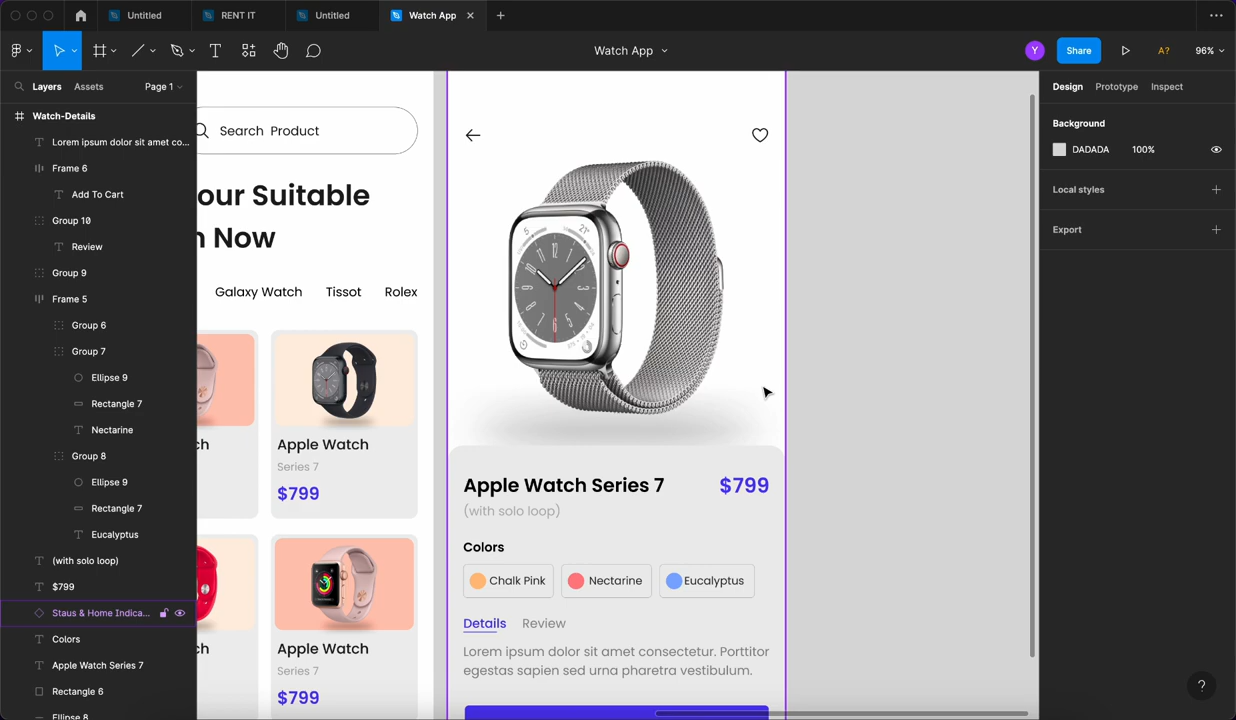 Untitled
RENT IT
Untitled
Watch App
Watch App
Y
Share
A?
96%
Layers
Assets
Page 1
Watch-Details
Lorem ipsum dolor sit amet co...
Frame 6
Add To Cart
Group 10
Review
Group 9
Frame 5
Group 6
Group 7
Ellipse 9
Rectangle 7
Nectarine
Group 8
Ellipse 9
Rectangle 7
Eucalyptus
(with solo loop)
$799
Staus & Home Indica...
Colors
Apple Watch Series 7
Rectangle 6
Ellipse 8
Search Product
our Suitable
Now
Galaxy Watch
Tissot
Rolex
Apple Watch
Series 7
$799
Apple Watch
Series 7
$799
Apple Watch Series 7
$799
(with solo loop)
Colors
Chalk Pink
Nectarine
Eucalyptus
Details
Review
Lorem ipsum dolor sit amet consectetur. Porttitor
egestas sapien sed urna pharetra vestibulum.
Design
Prototype
Inspect
Background
DADADA
100%
Local styles
Export
?